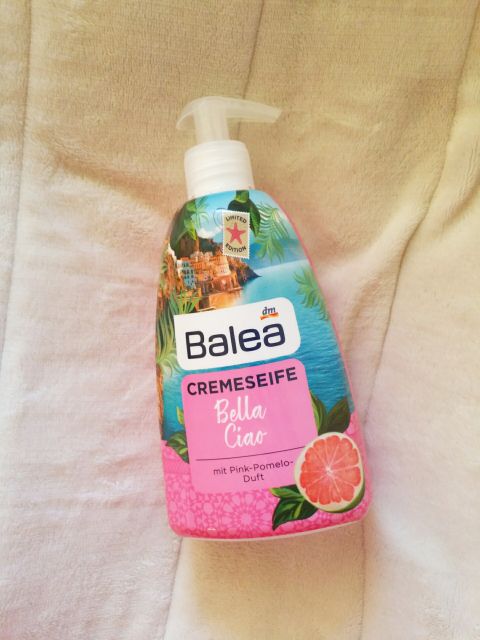 LIMITED
EDITION
dm
Balea
CREMESEIFE
Bella
Ciao
mit Pink-Pomelo-
Duft